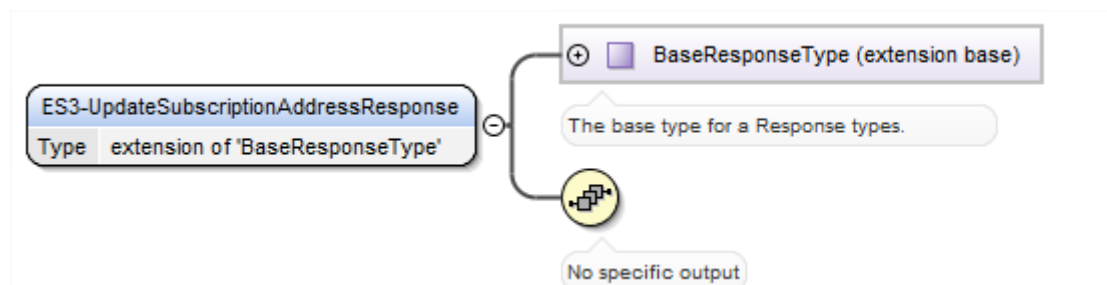 BaseResponseType (extension base)
ES3-UpdateSubscriptionAddressResponse
Type extension of 'BaseResponseType'
The base type for a Response types.
No specific output